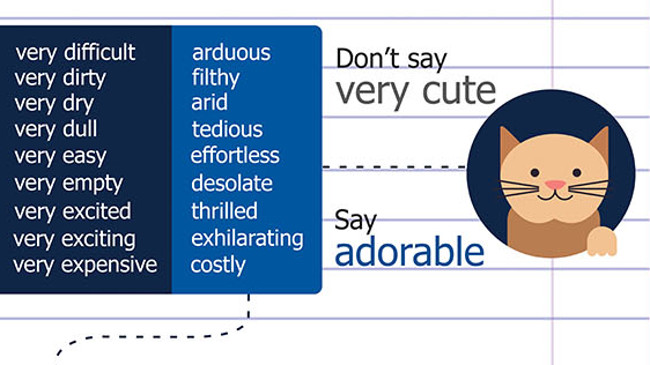 very difficult arduous
very dirty filthy
very dry arid
very dull tedious
very easy effortless
very empty desolate
very excited thrilled
very exciting exhilarating
very expensive costly
Don't say
very cute
Say
adorable